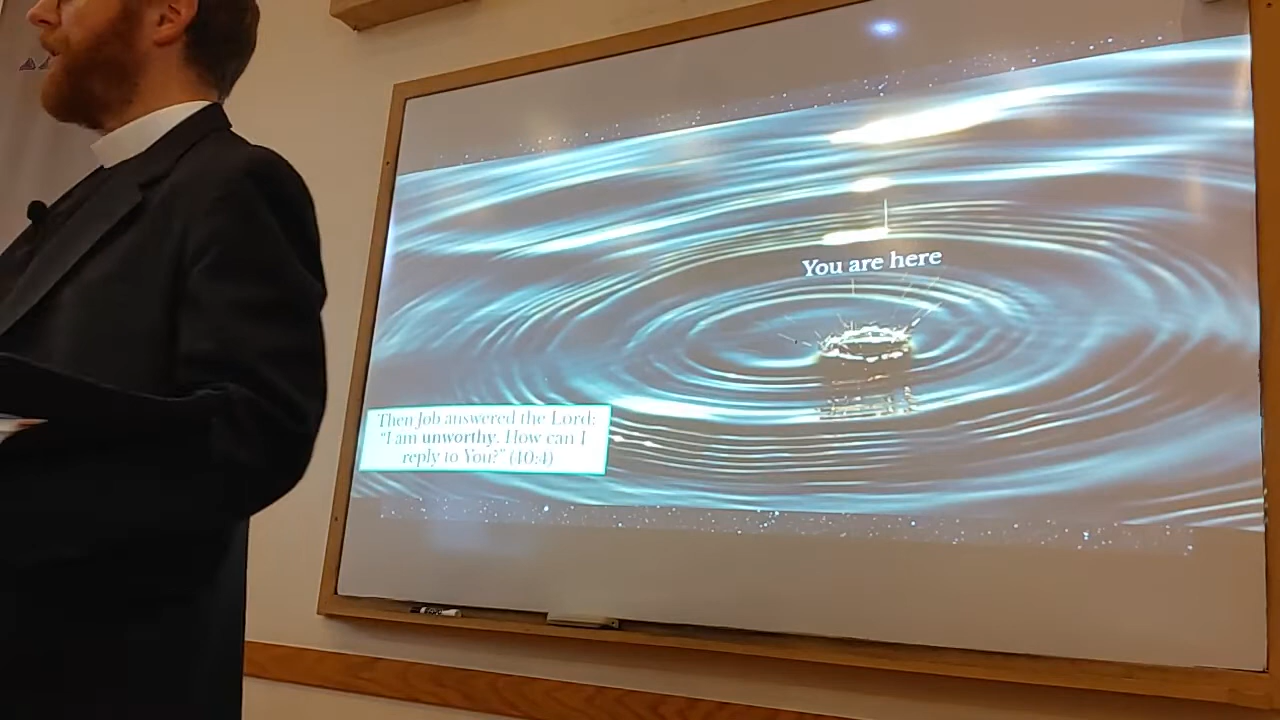 You are here
Then Job answered the Lord:
"I am unworthy. How can I
reply to You?" (40:4)